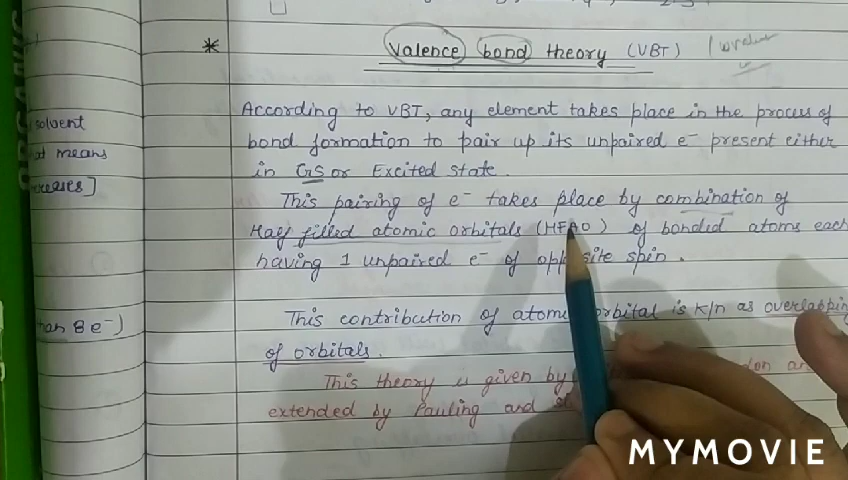 ORGANI
* Valence bond theory (VBT)
According to VBT, any element takes place in the process of
bond formation to pair up its unpaired e⁻ present either
in GS or Excited state.
This pairing of e⁻ takes place by combination of
Half filled atomic orbitals (HFAO) of bonded atoms each
having 1 unpaired e⁻ of opposite spin.
This contribution of atomic orbital is k/n as overlapping
of orbitals.
This theory is given by
extended by Pauling and
solvent
at means
creases]
han 8 e⁻)
MYMOVIE